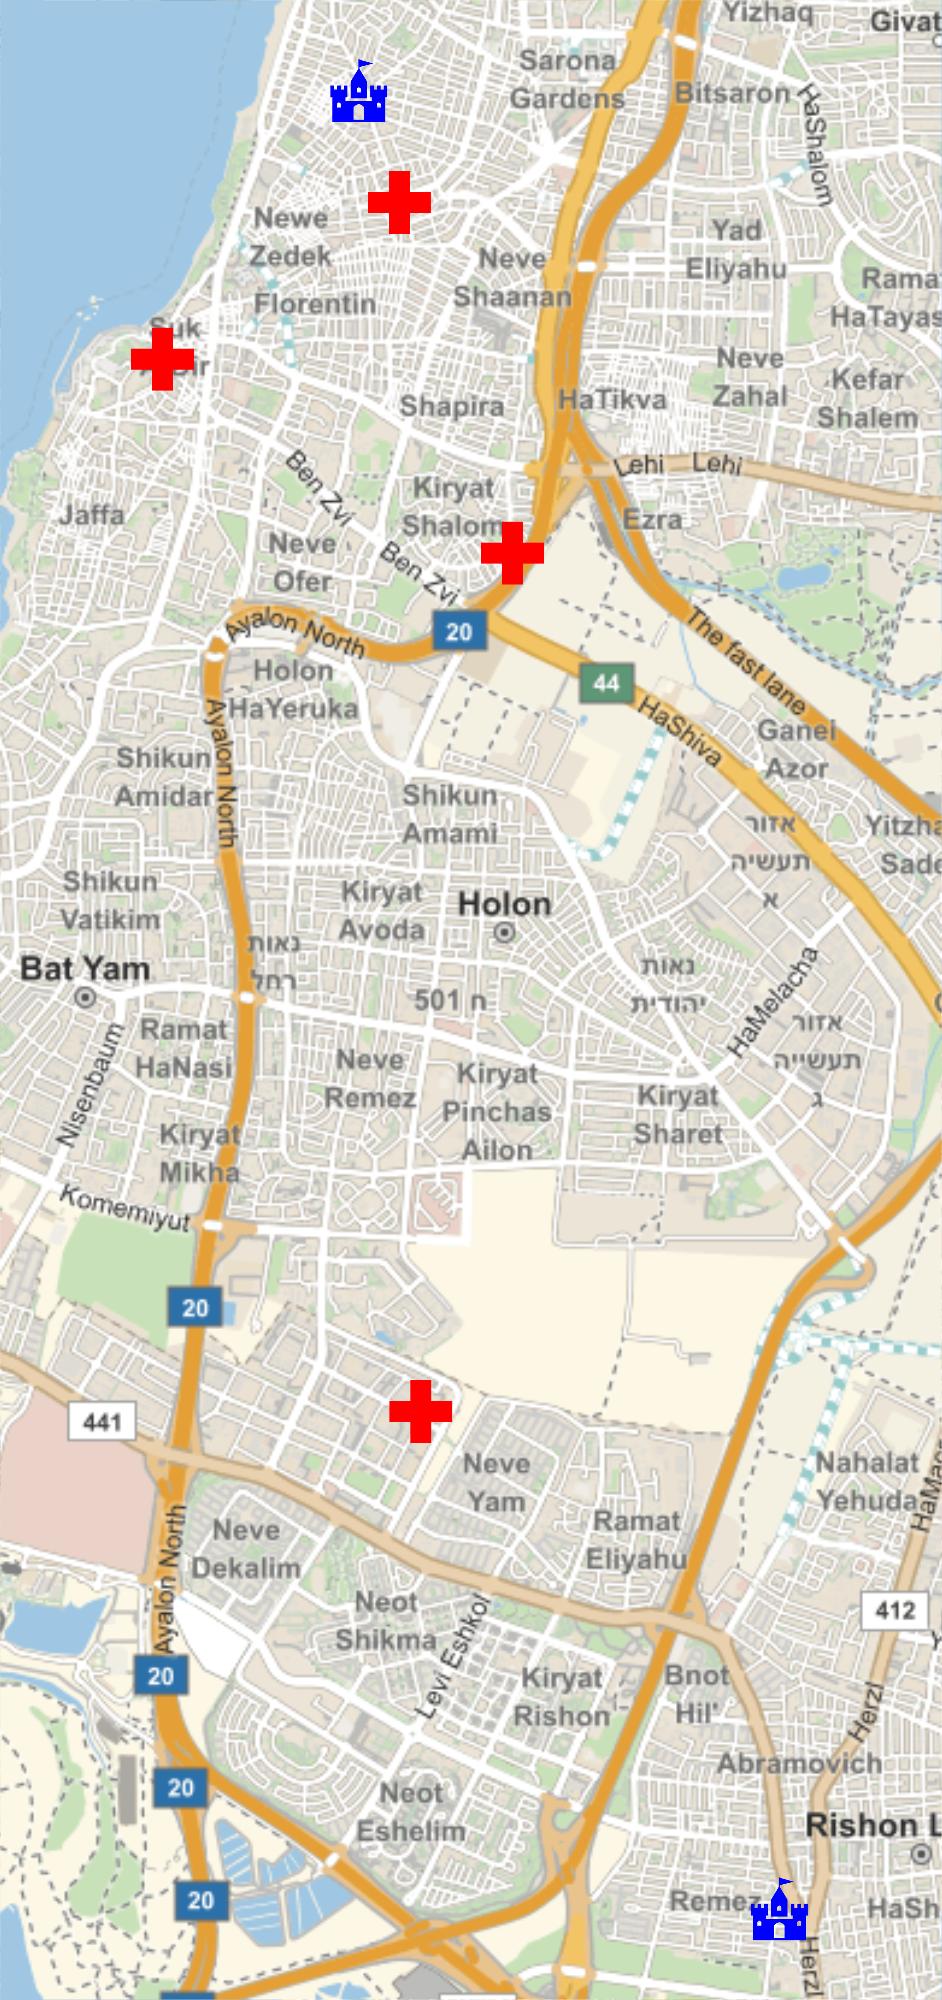 Yizhaq
Givat
Sarona
Gardens
Bitsaron
HaShalom
Newe
Zedek
Yad
Eliyahu
Neve
Shaanan
Rama
HaTayas
Florentin
Suk
Neve
Zahal
Kefar
Shalem
Shapira
HaTikva
Lehi
Lehi
Ben Zvi
Kiryat
Shalom
Jaffa
Ezra
Neve
Ofer
Ben Zvi
Ayalon North
20
The fast lane
Holon
HaYeruka
44
HaShiva
Ayalon North
Ganei
Azor
Shikun
Amidar
Shikun
Amami
אזור
תעשיה
א
Yitzha
Sade
Shikun
Vatikim
Kiryat
Avoda
Holon
נאות
רחל
Bat Yam
נאות
יהודית
HaMelacha
501 ח
Ramat
HaNasi
Nisenbaum
Neve
Remez
Kiryat
Pinchas
Ailon
אזור
תעשייה
ג
Kiryat
Sharet
Kiryat
Mikha
Komemiyut
20
441
Neve
Yam
Nahalat
Yehuda
HaMac
Neve
Dekalim
Ramat
Eliyahu
Ayalon North
Neot
Shikma
Levi Eshkol
412
20
Kiryat
Rishon
Bnot
Hil'
Herzl
Abramovich
20
Neot
Eshelim
Rishon L
20
Remez
HaSh
Herzl